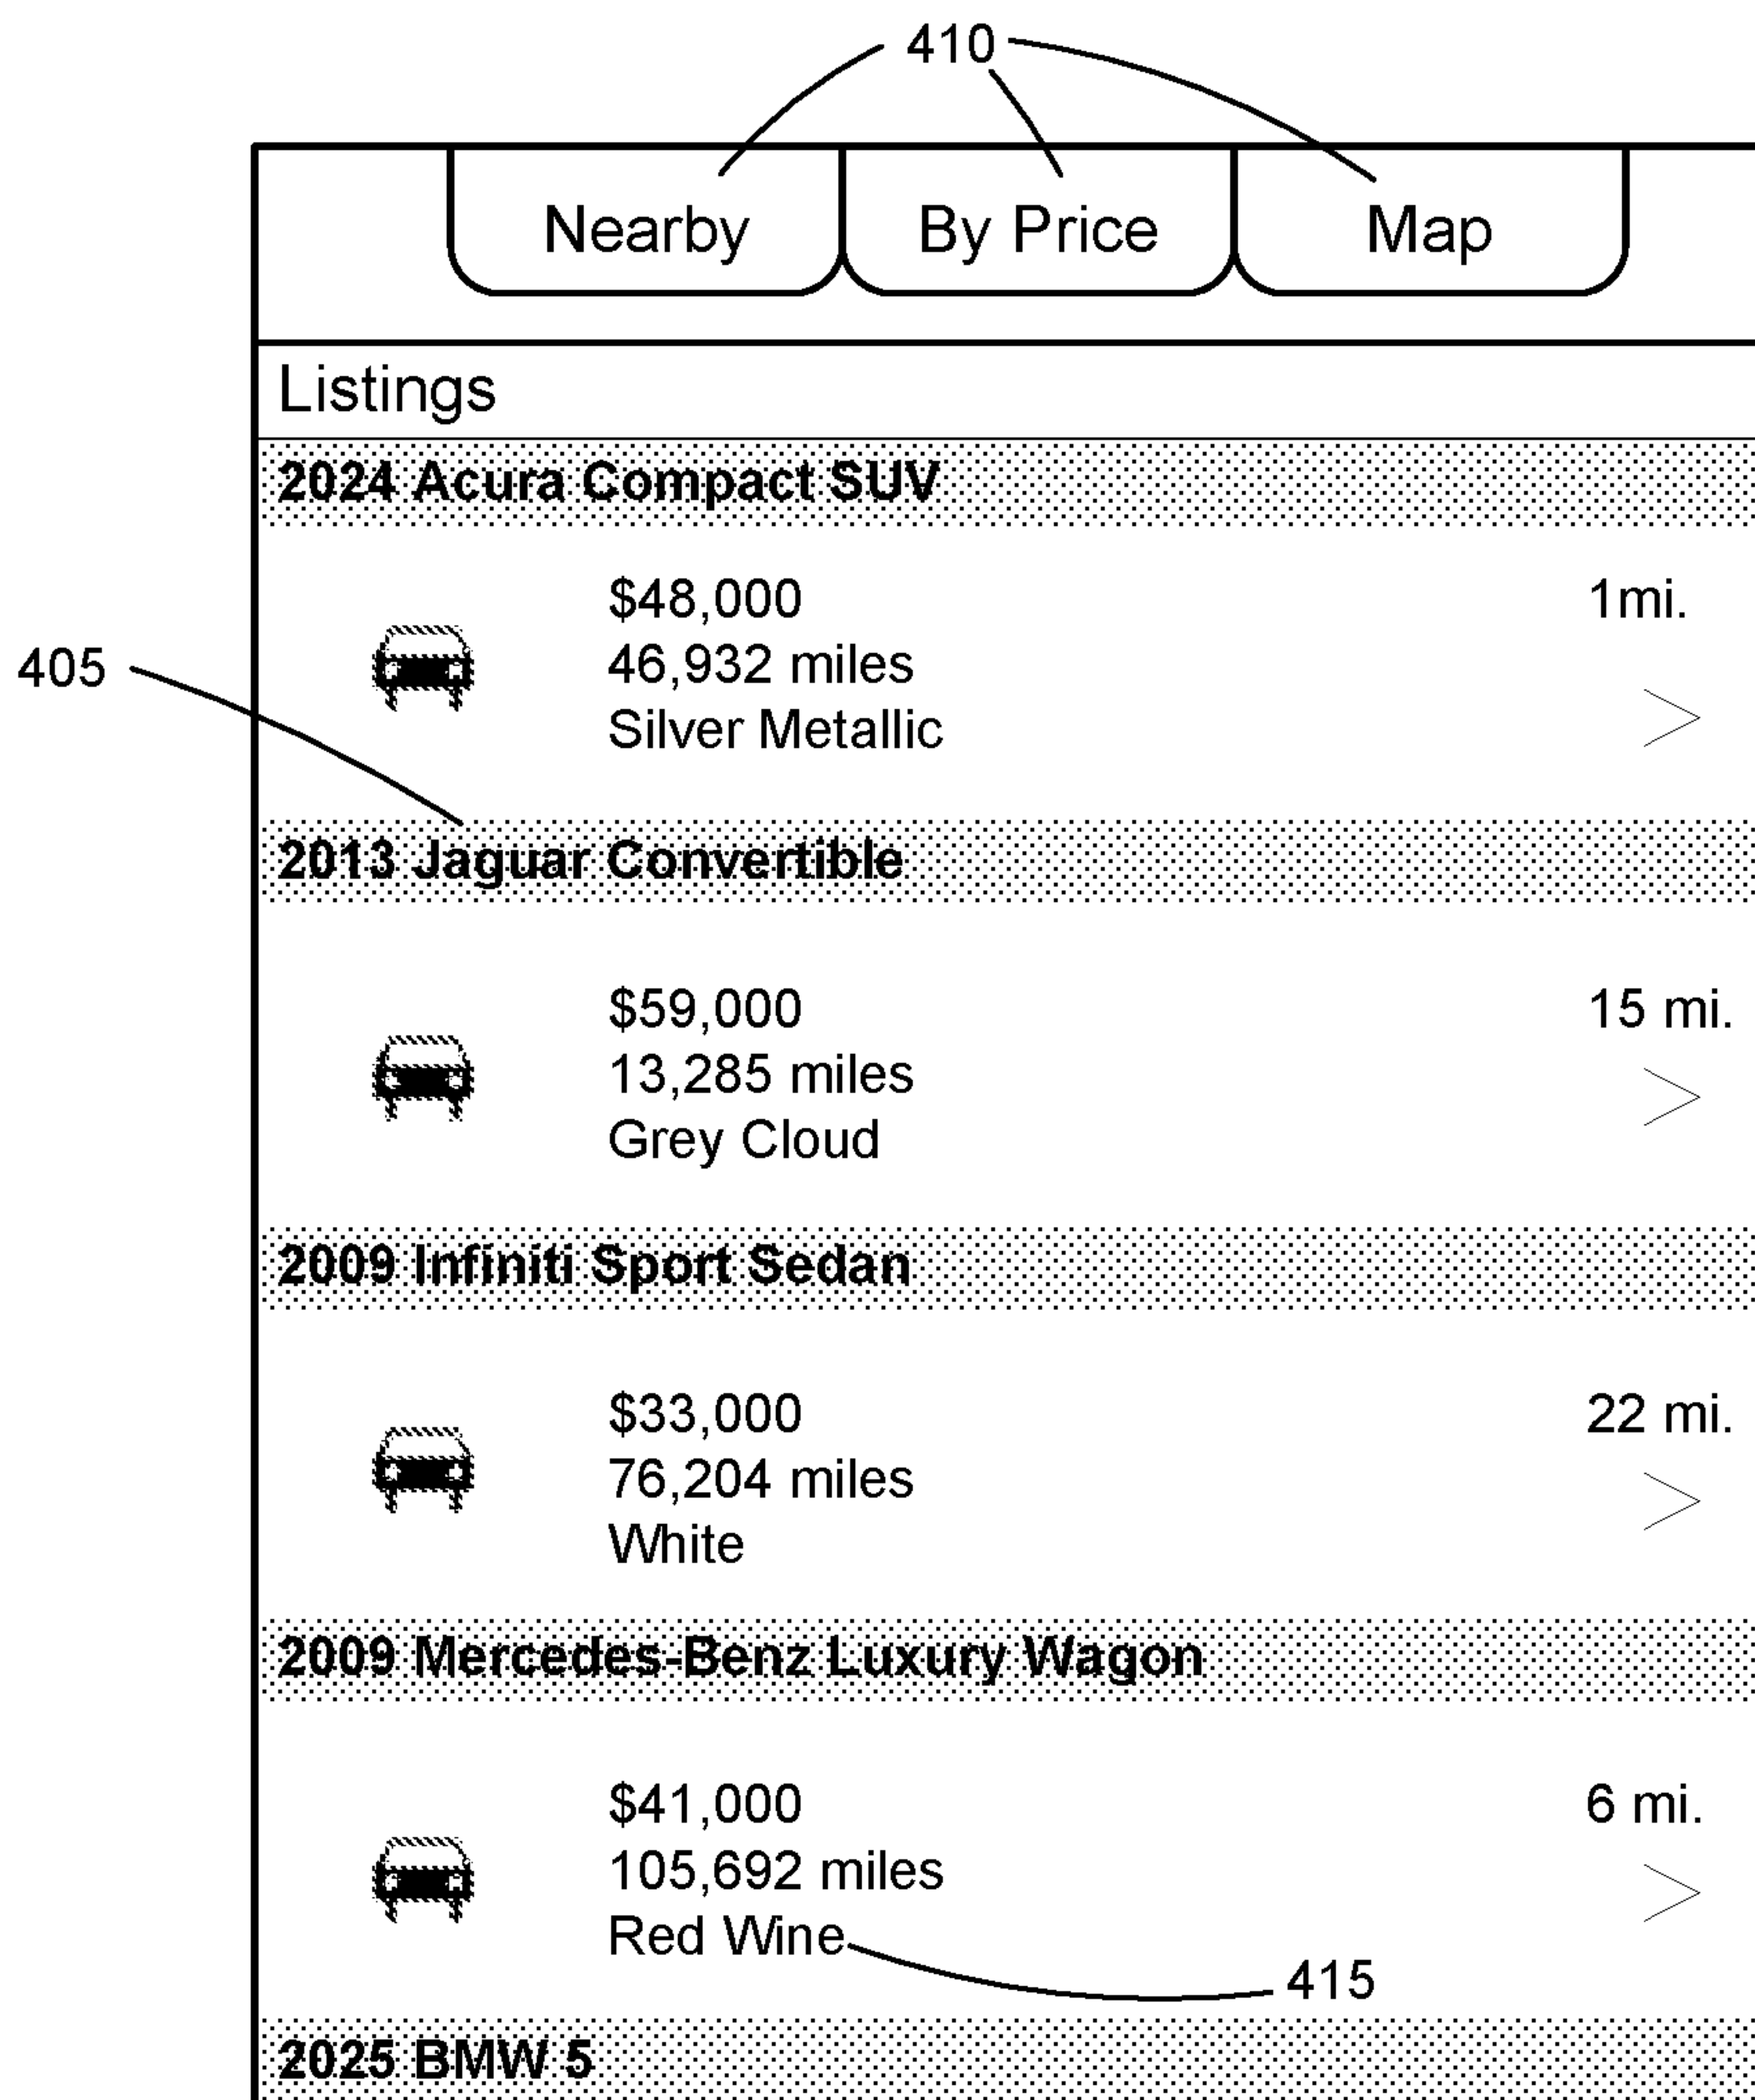 410
Nearby By Price Map
Listings
2024 Acura Compact SUV
$48,000 1mi.
46,932 miles
405
Silver Metallic >
2013 Jaguar Convertible
$59,000 15 mi.
13,285 miles
>
Grey Cloud
2009 Infiniti Sport Sedan
$33,000 22 mi.
76,204 miles
>
White
2009 Mercedes-Benz Luxury Wagon
$41,000 6 mi.
105,692 miles
>
Red Wine
415
2025 BMW 5